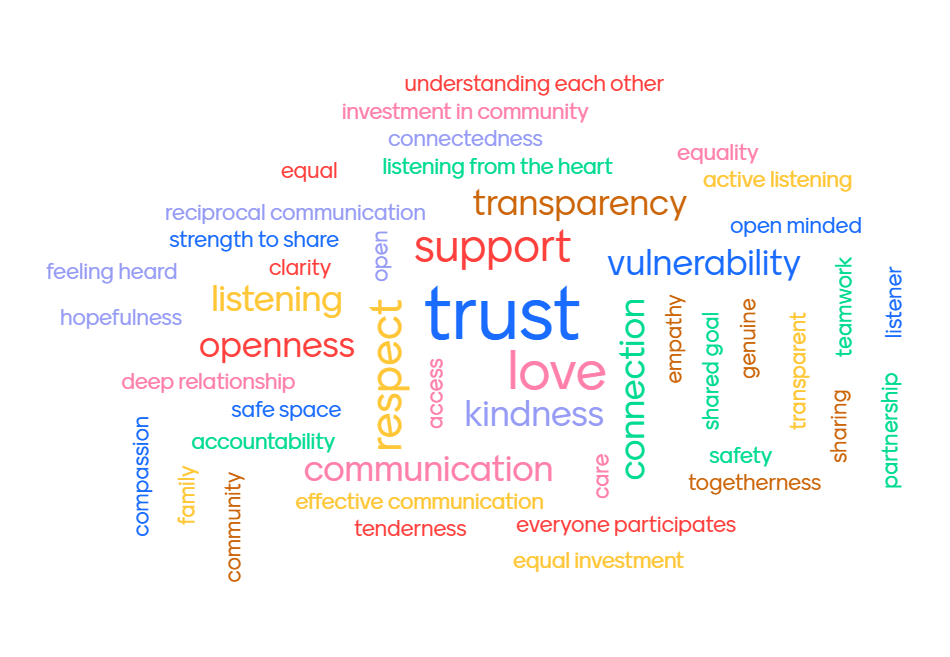 understanding each other
investment in community
connectedness
equality
listening from the heart
equal
active listening
transparency
reciprocal communication
open minded
strength to share
support
open
vulnerability
feeling heard
clarity
listening
trust
teamwork
listener
hopefulness
openness
respect
connection
empathy
shared goal
genuine
transparent
love
deep relationship
access
safe space
kindness
sharing
partnership
accountability
compassion
communication
care
safety
family
community
togetherness
effective communication
tenderness
everyone participates
equal investment